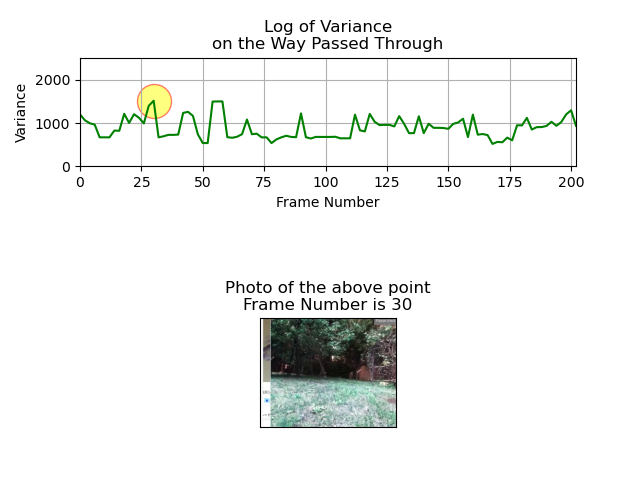 Log of Variance
on the Way Passed Through
Variance
2000
1000
0
0 25 50 75 100 125 150 175 200
Frame Number
Photo of the above point
Frame Number is 30